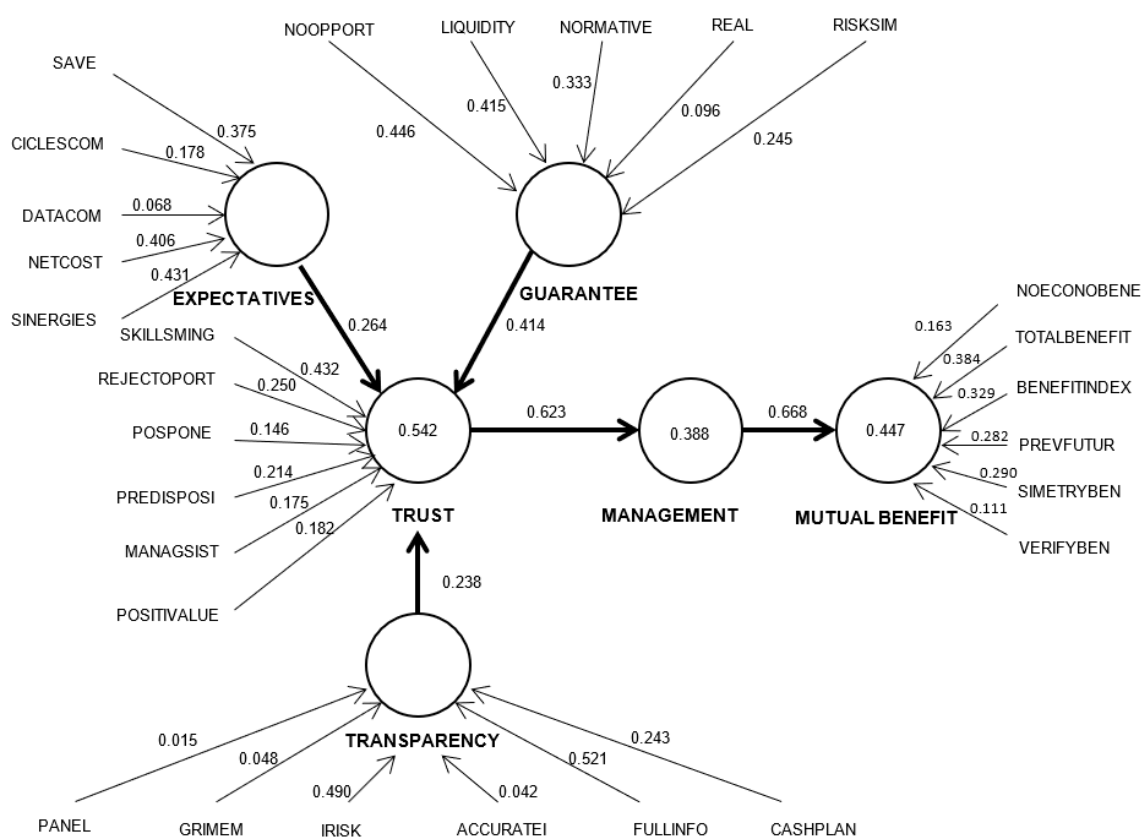 NOOPPORT
LIQUIDITY
NORMATIVE
REAL
RISKSIM
SAVE
0.375
CICLESCOM
0.178
DATACOM
0.068
NETCOST
0.406
SINERGIES
0.431
0.446
0.415
0.333
0.096
0.245
EXPECTATIVES
GUARANTEE
0.264
0.414
SKILLSMING
0.432
REJECTOPORT
0.250
POSPONE
0.146
PREDISPOSI
0.214
MANAGSIST
0.175
POSITIVALUE
0.182
0.542
TRUST
0.623
0.388
MANAGEMENT
0.668
0.447
MUTUAL BENEFIT
NOECONOBENE
0.163
TOTALBENEFIT
0.384
BENEFITINDEX
0.329
PREVFUTUR
0.282
SIMETRYBEN
0.290
VERIFYBEN
0.111
0.238
TRANSPARENCY
0.015
0.048
0.490
0.042
0.521
0.243
PANEL
GRIMEM
IRISK
ACCURATEI
FULLINFO
CASHPLAN